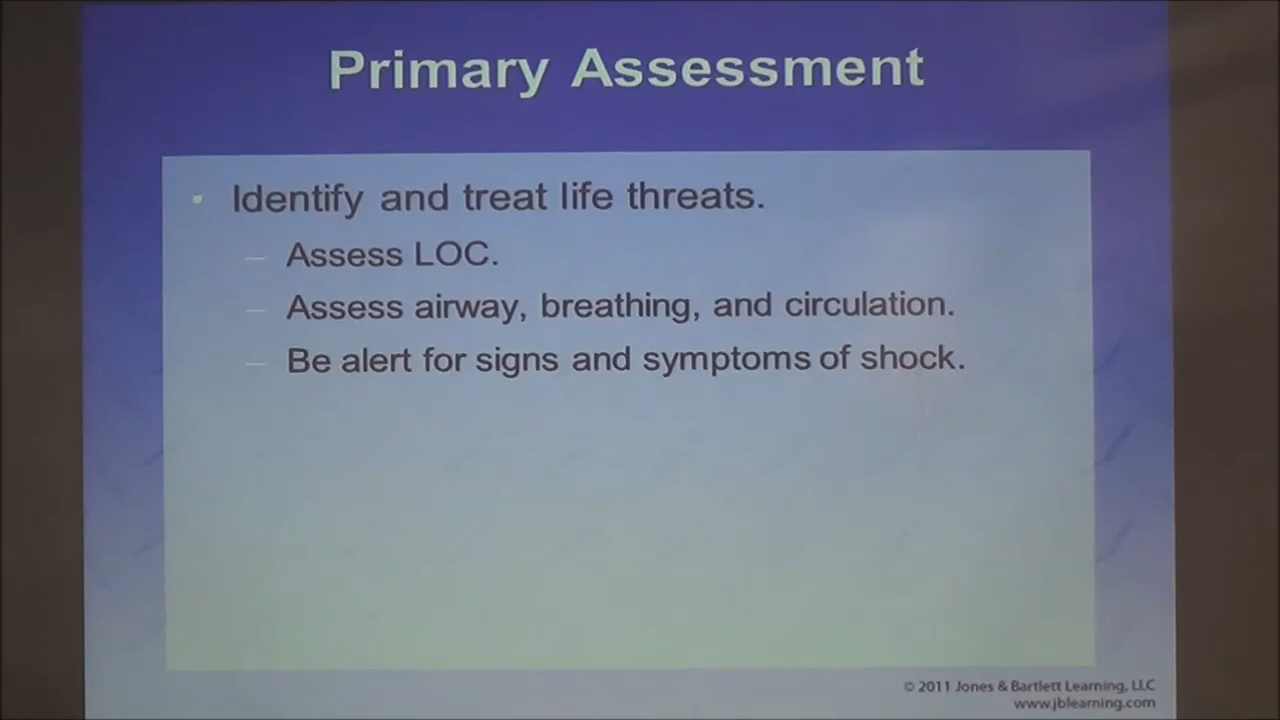 Primary Assessment
• Identify and treat life threats.
– Assess LOC.
– Assess airway, breathing, and circulation.
– Be alert for signs and symptoms of shock.
© 2011 Jones & Bartlett Learning, LLC
www.jblearning.com